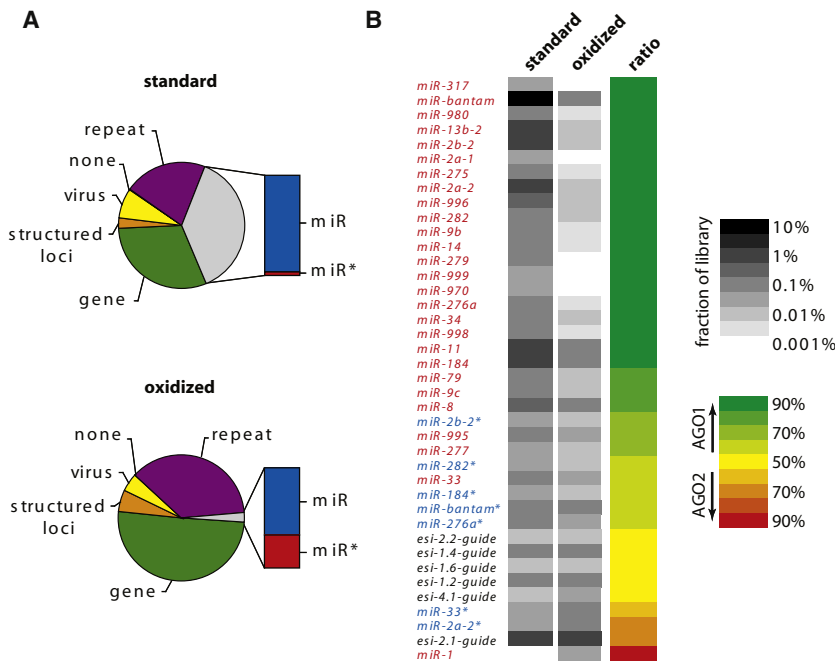 A
standard
repeat
none
virus
structured
loci
gene
miR
miR*
oxidized
none
repeat
virus
structured
loci
gene
miR
miR*
B
standard
oxidized
ratio
miR-317
miR-bantam
miR-980
miR-13b-2
miR-2b-2
miR-2a-1
miR-275
miR-2a-2
miR-996
miR-282
miR-9b
miR-14
miR-279
miR-999
miR-970
miR-276a
miR-34
miR-998
miR-11
miR-184
miR-79
miR-9c
miR-8
miR-2b-2*
miR-995
miR-277
miR-282*
miR-33
miR-184*
miR-bantam*
miR-276a*
esi-2.2-guide
esi-1.4-guide
esi-1.6-guide
esi-1.2-guide
esi-4.1-guide
miR-33*
miR-2a-2*
esi-2.1-guide
miR-1
fraction of library
10%
1%
0.1%
0.01%
0.001%
AGO1
AGO2
90%
70%
50%
70%
90%